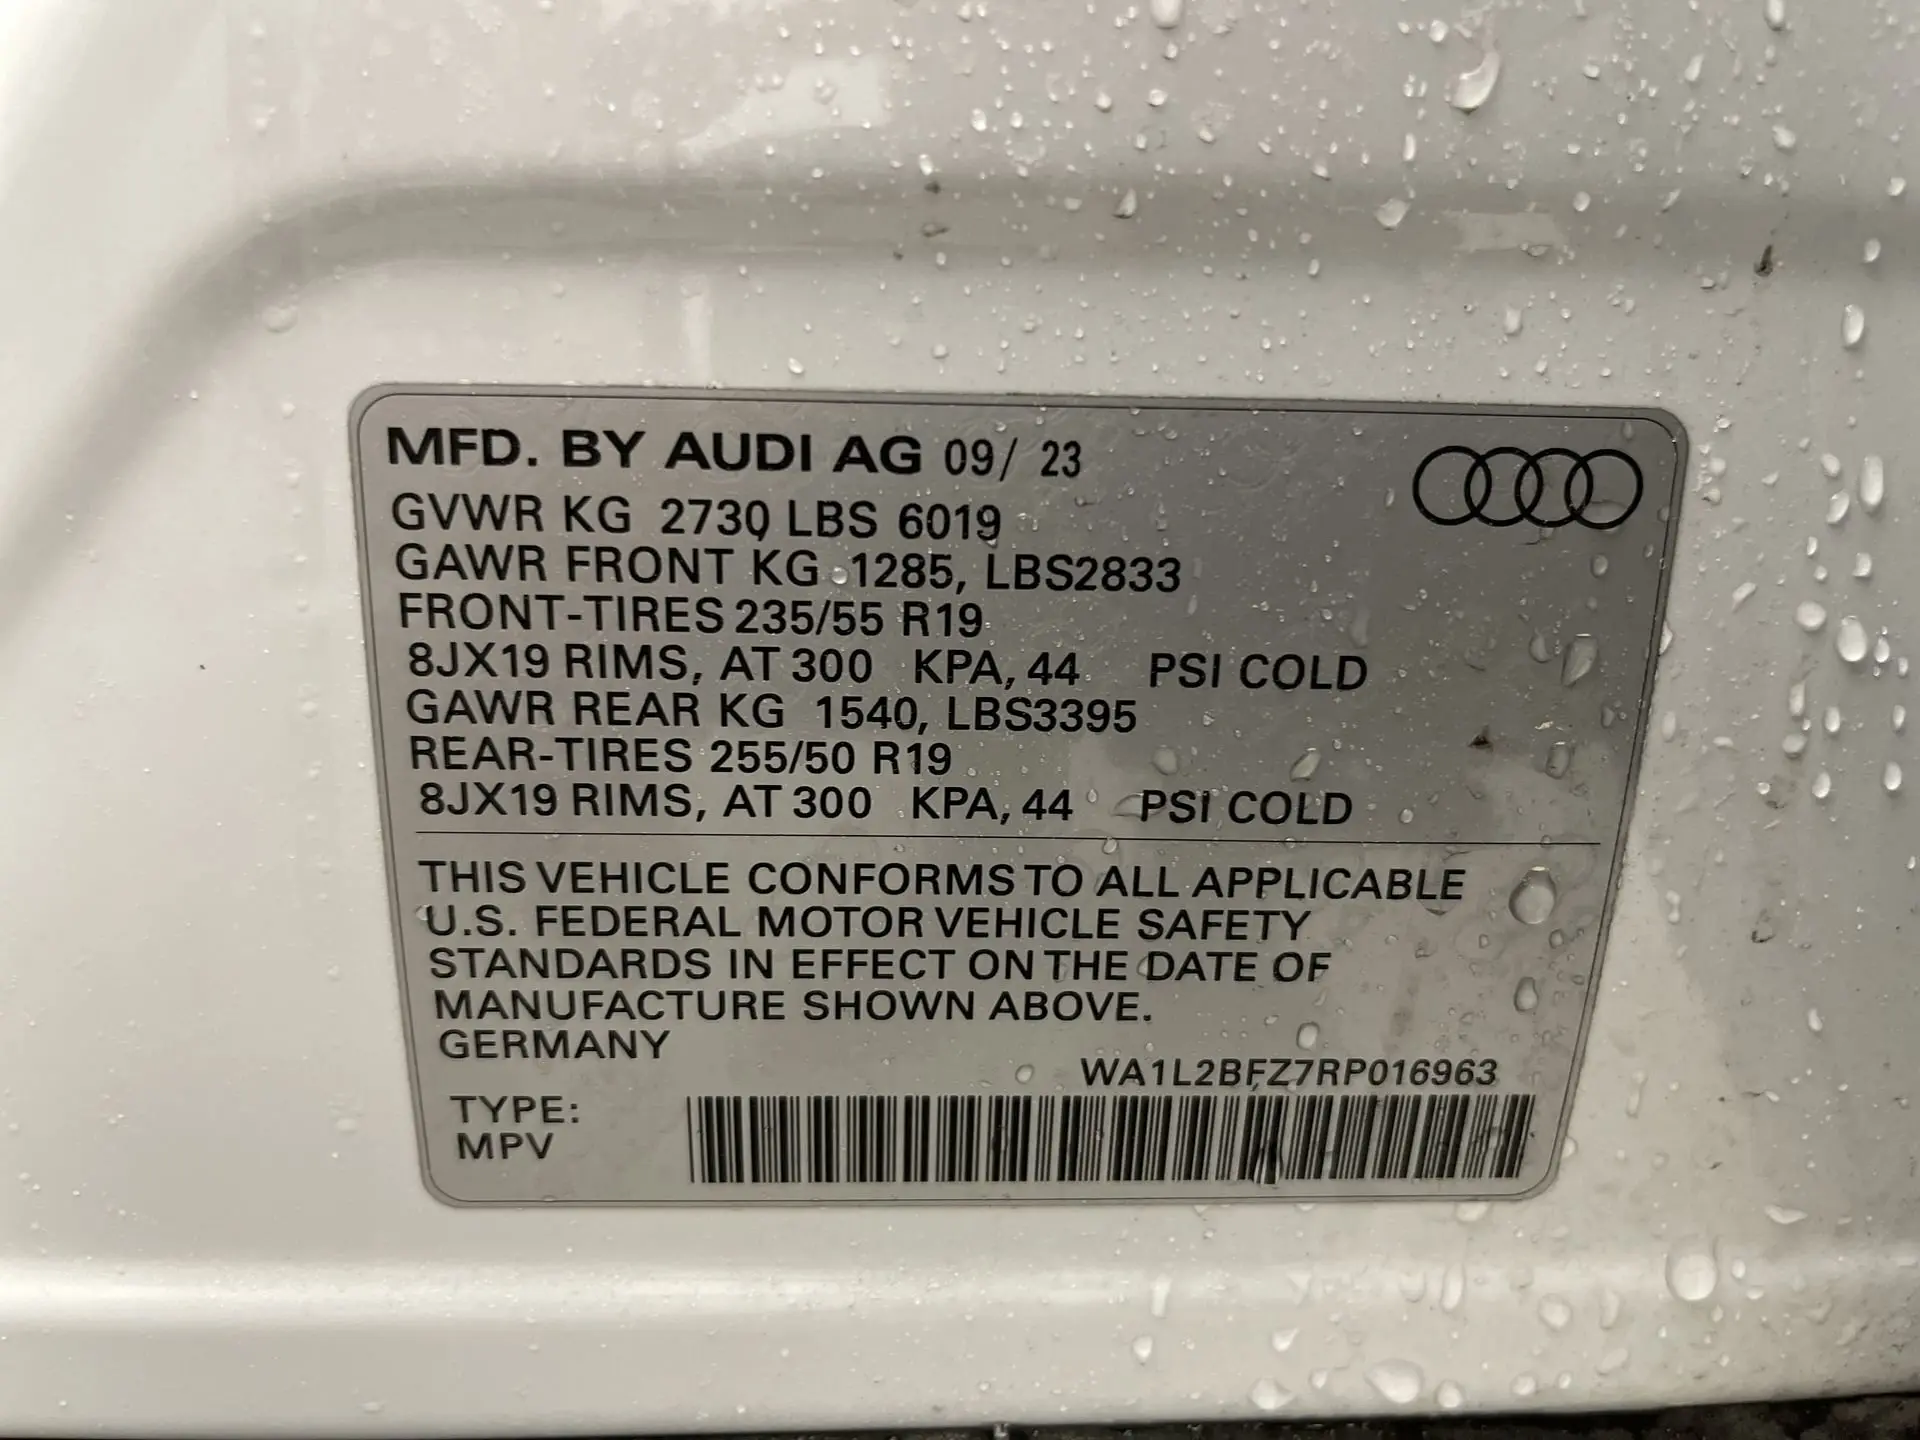 MFD. BY AUDI AG 09/ 23
GVWR KG 2730 LBS 6019
GAWR FRONT KG 1285, LBS2833
FRONT-TIRES 235/55 R19
8JX19 RIMS, AT 300 KPA, 44 PSI COLD
GAWR REAR KG 1540, LBS3395
REAR-TIRES 255/50 R19
8JX19 RIMS, AT 300 KPA, 44 PSI COLD
THIS VEHICLE CONFORMS TO ALL APPLICABLE
U.S. FEDERAL MOTOR VEHICLE SAFETY
STANDARDS IN EFFECT ON THE DATE OF
MANUFACTURE SHOWN ABOVE.
GERMANY
WA1L2BFZ7RP016963
TYPE:
MPV